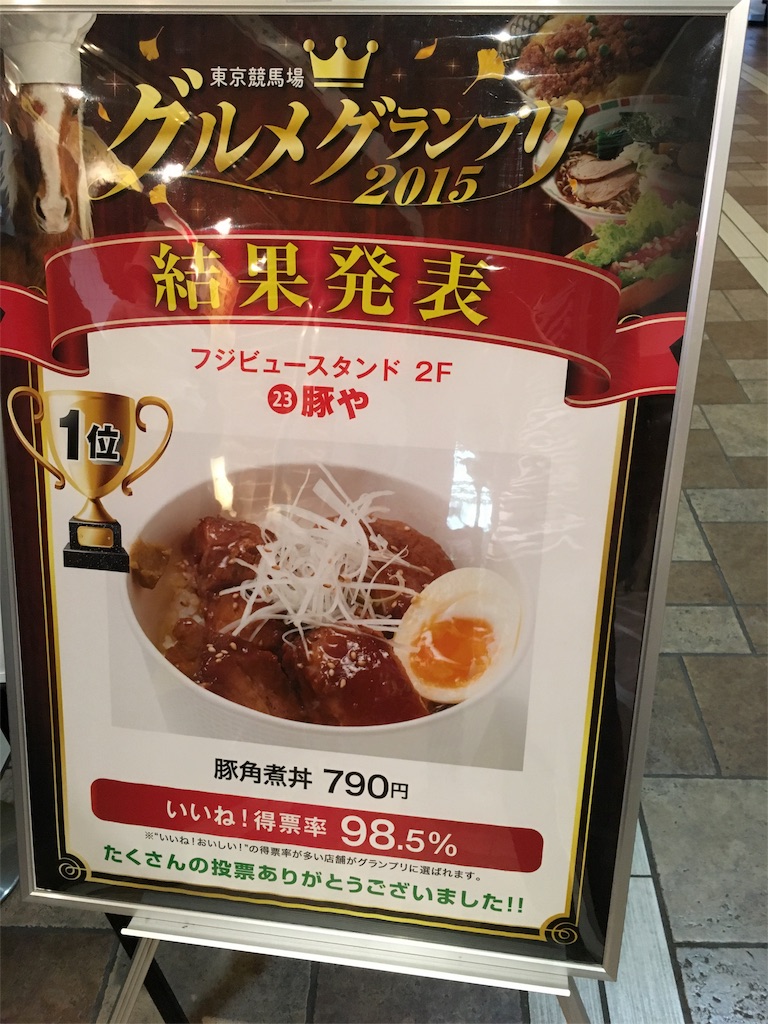 東京競馬場
グルメグランプリ
2015
結果発表
フジビュースタンド 2F
23 豚や
1位
豚角煮丼 790円
いいね!得票率 98.5%
※"いいね!おいしい!"の得票率が多い店舗がグランプリに選ばれます。
たくさんの投票ありがとうございました!!